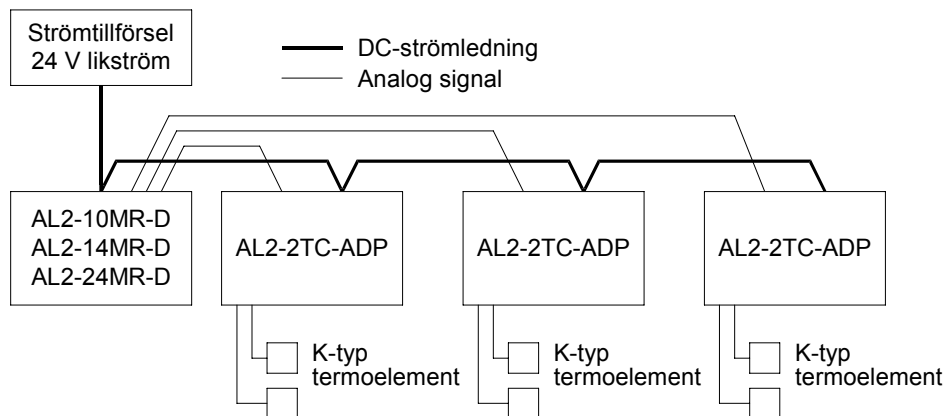 Strömtillförsel
24 V likström
DC-strömledning
Analog signal
AL2-10MR-D
AL2-14MR-D
AL2-24MR-D
AL2-2TC-ADP
AL2-2TC-ADP
AL2-2TC-ADP
K-typ
termoelement
K-typ
termoelement
K-typ
termoelement